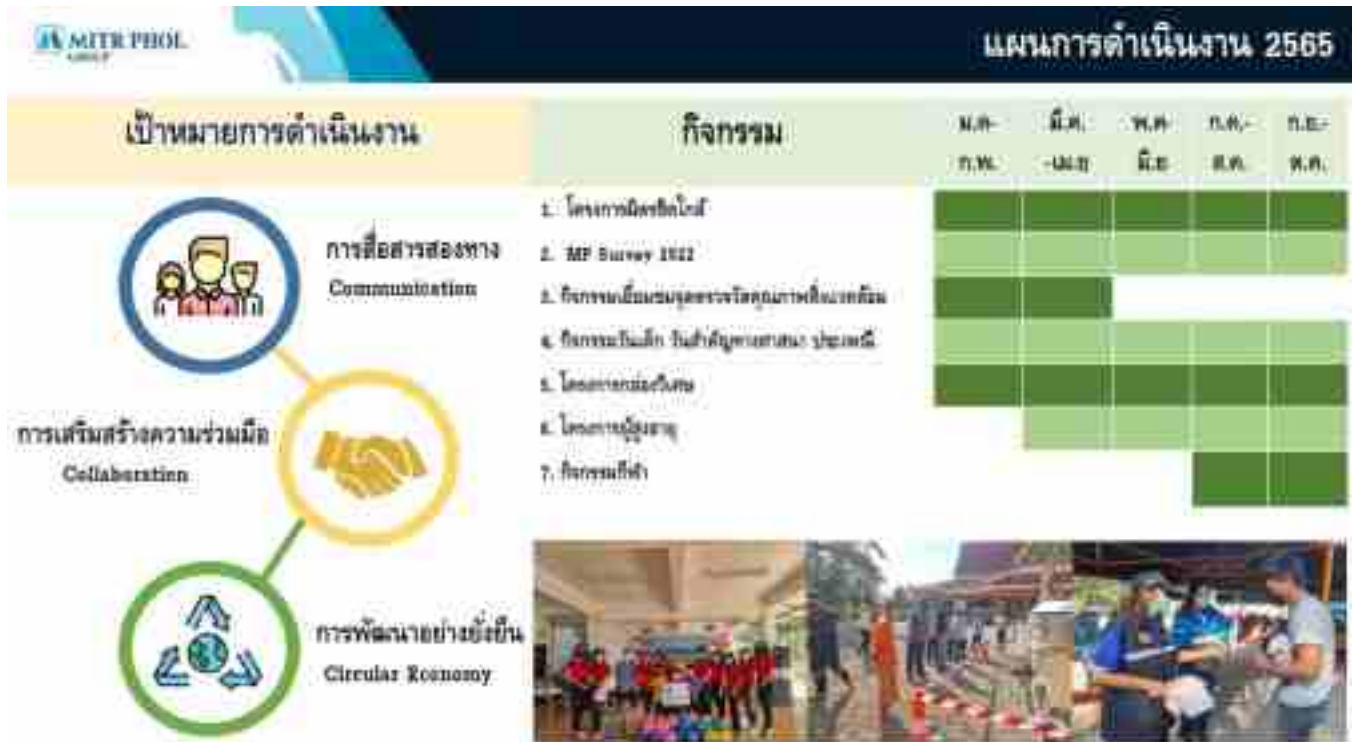 MITR PHOL
GROUP
แผนการดำเนินงาน 2565
เป้าหมายการดำเนินงาน
การสื่อสารสองทาง
Communication
การเสริมสร้างความร่วมมือ
Collaboration
การพัฒนาอย่างยั่งยืน
Circular Economy
กิจกรรม
ม.ค-
ก.พ.
มี.ค.
-เม.ย
พ.ค-
มิ.ย
ก.ค.-
ส.ค.
ก.ย.-
ต.ค.
1. โครงการมิตรชิดใกล้
2. MP Survey 2022
3. กิจกรรมเยี่ยมชมจุดตรวจวัดคุณภาพสิ่งแวดล้อม
4. กิจกรรมวันเด็ก วันสำคัญทางศาสนา ประเพณี
5. โครงการกล่องวิเศษ
6. โครงการผู้สูงอายุ
7. กิจกรรมกีฬา